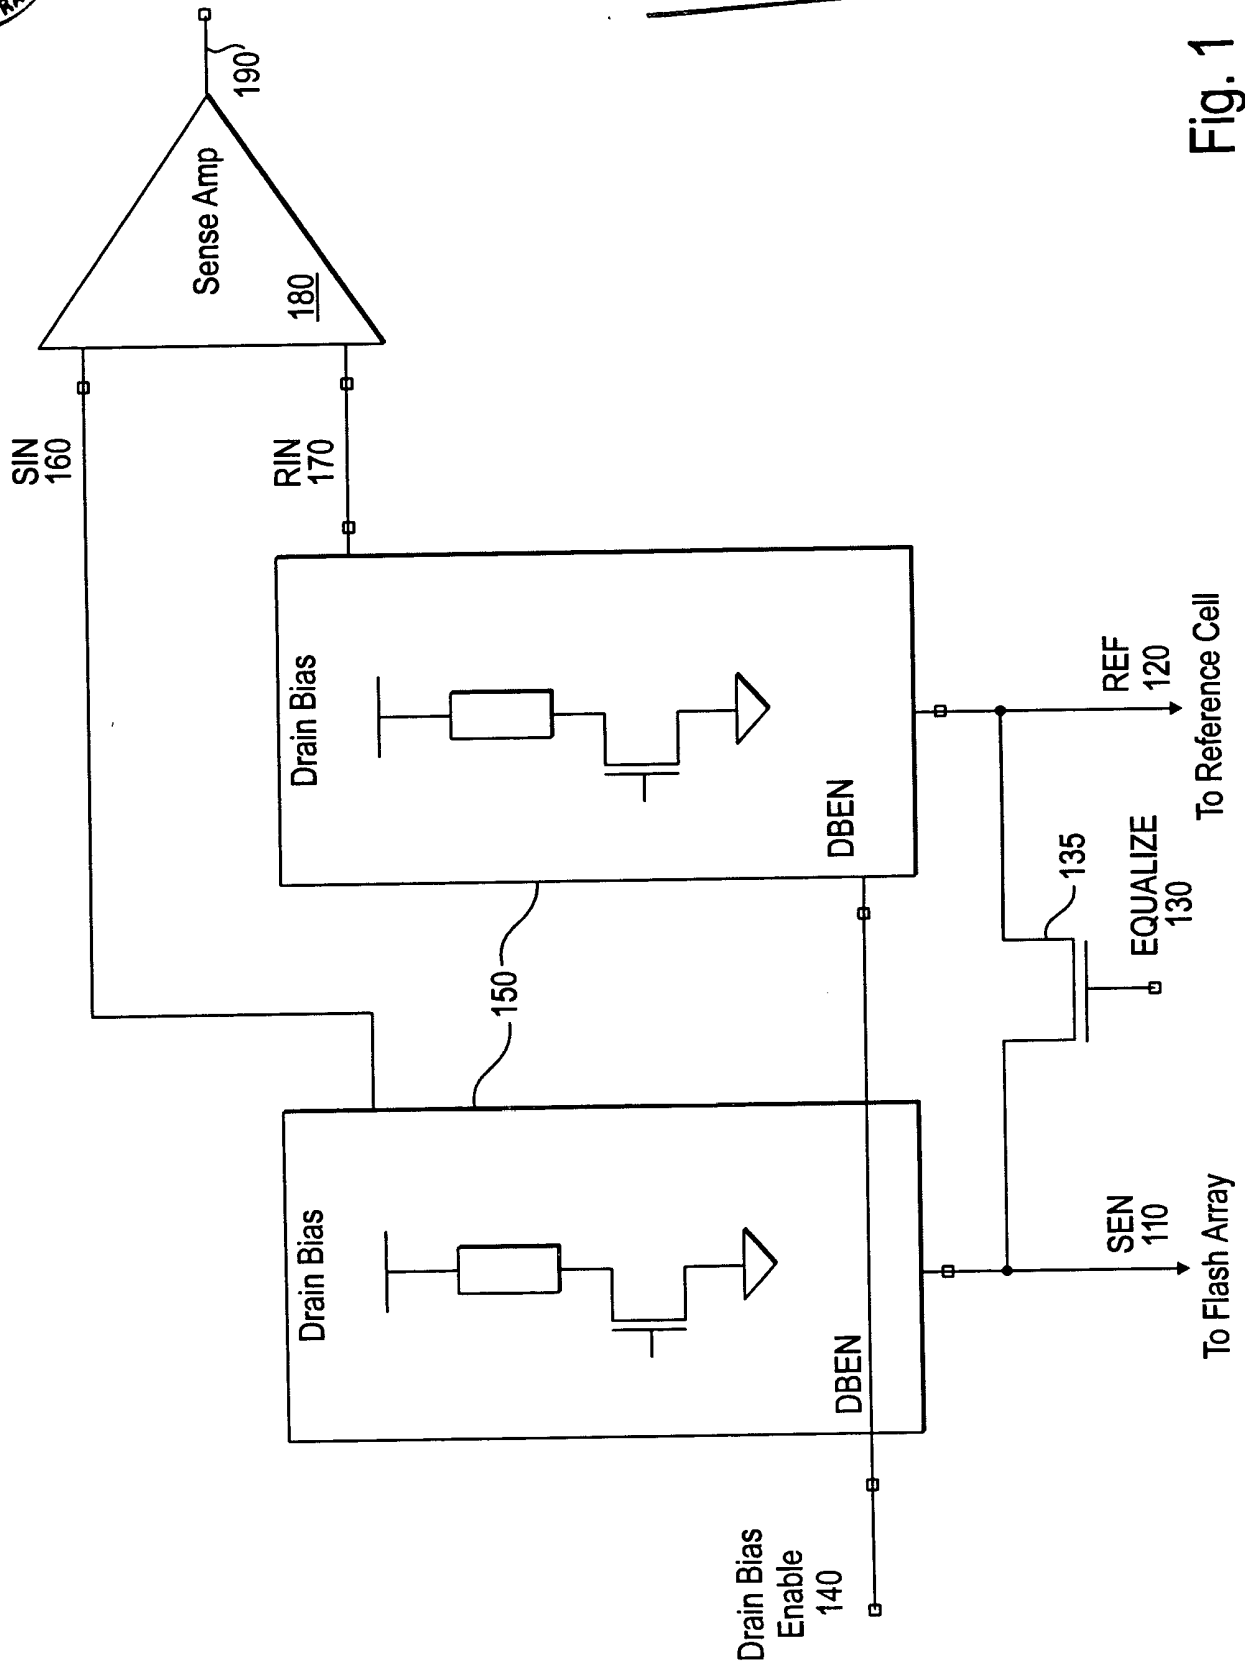 SIN
160
RIN
170
Sense Amp
180
190
Drain Bias
DBEN
Drain Bias
DBEN
150
Drain Bias
Enable
140
SEN
110
To Flash Array
EQUALIZE
130
135
REF
120
To Reference Cell
Fig. 1